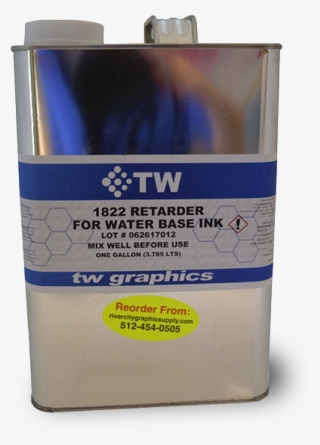 TW
1822 RETARDER
FOR WATER BASE INK
LOT # 062617012
MIX WELL BEFORE USE
ONE GALLON (3.785 LTS)
tw graphics
Reorder From:
rivercitygraphicsupply.com
512-454-0505